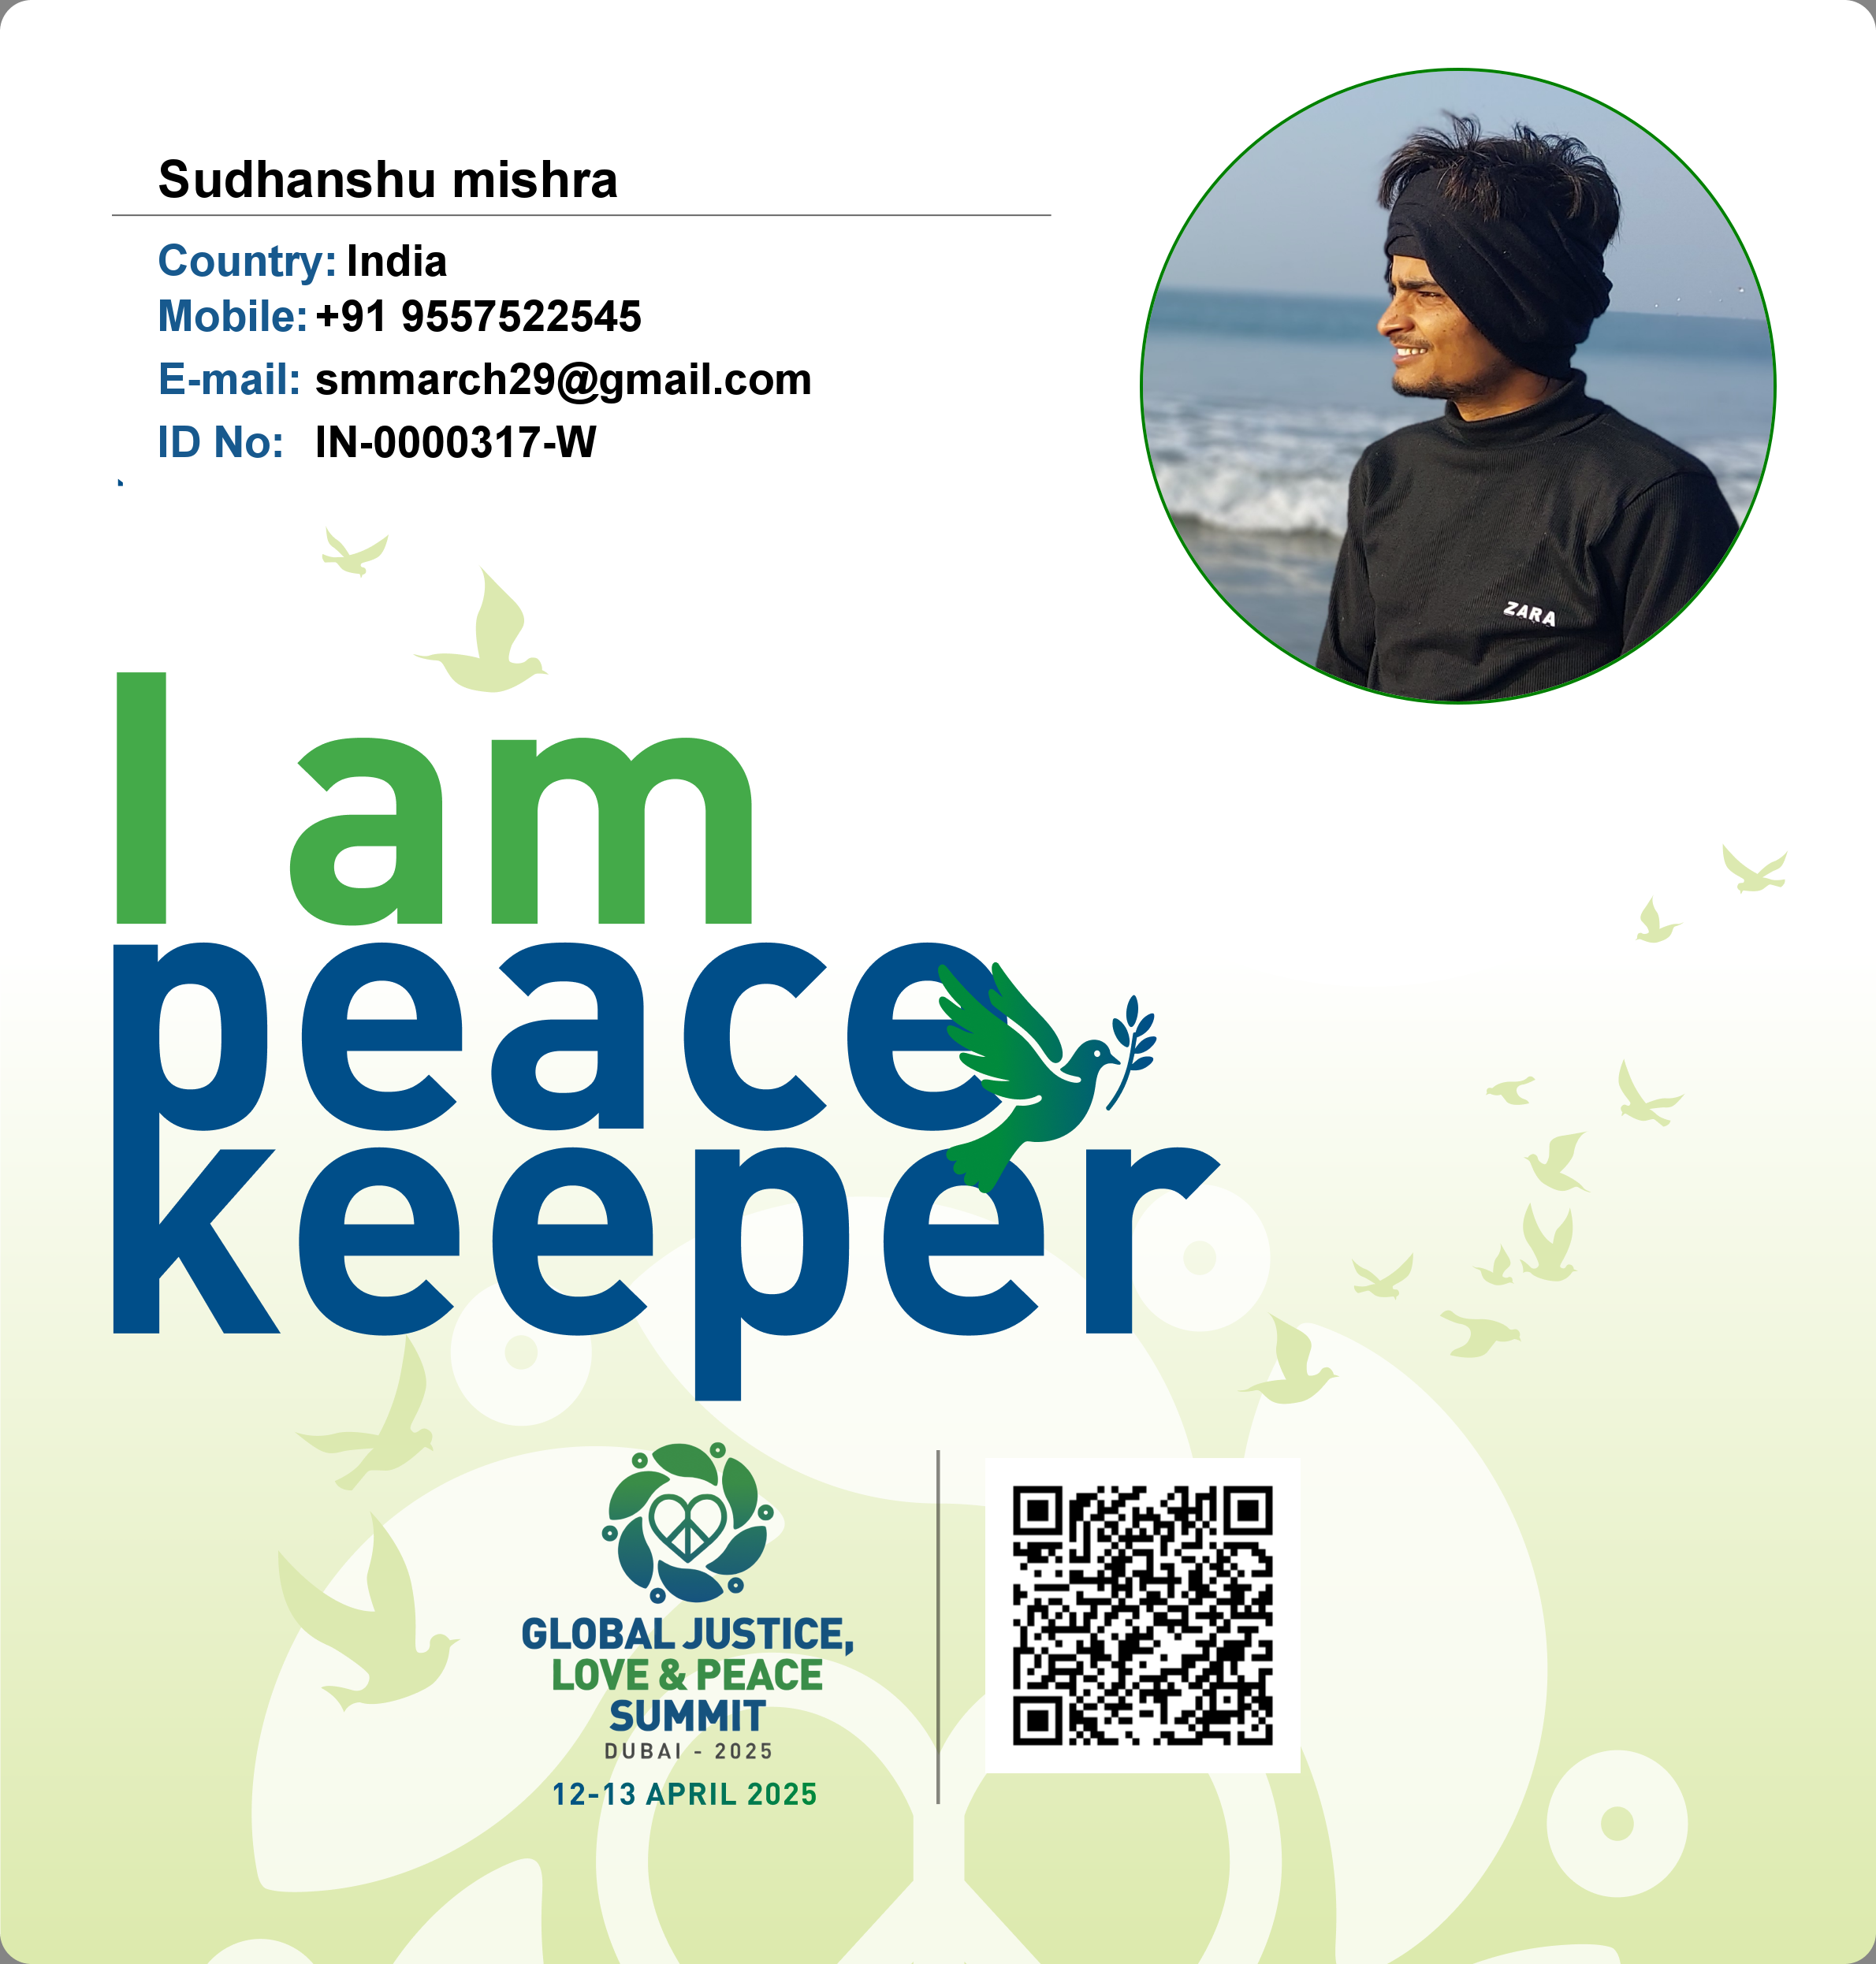 Sudhanshu mishra
Country: India
Mobile: +91 9557522545
E-mail: smmarch29@gmail.com
ID No: IN-0000317-W
ZARA
I am
peace
keeper
GLOBAL JUSTICE,
LOVE & PEACE
SUMMIT
DUBAI - 2025
12-13 APRIL 2025